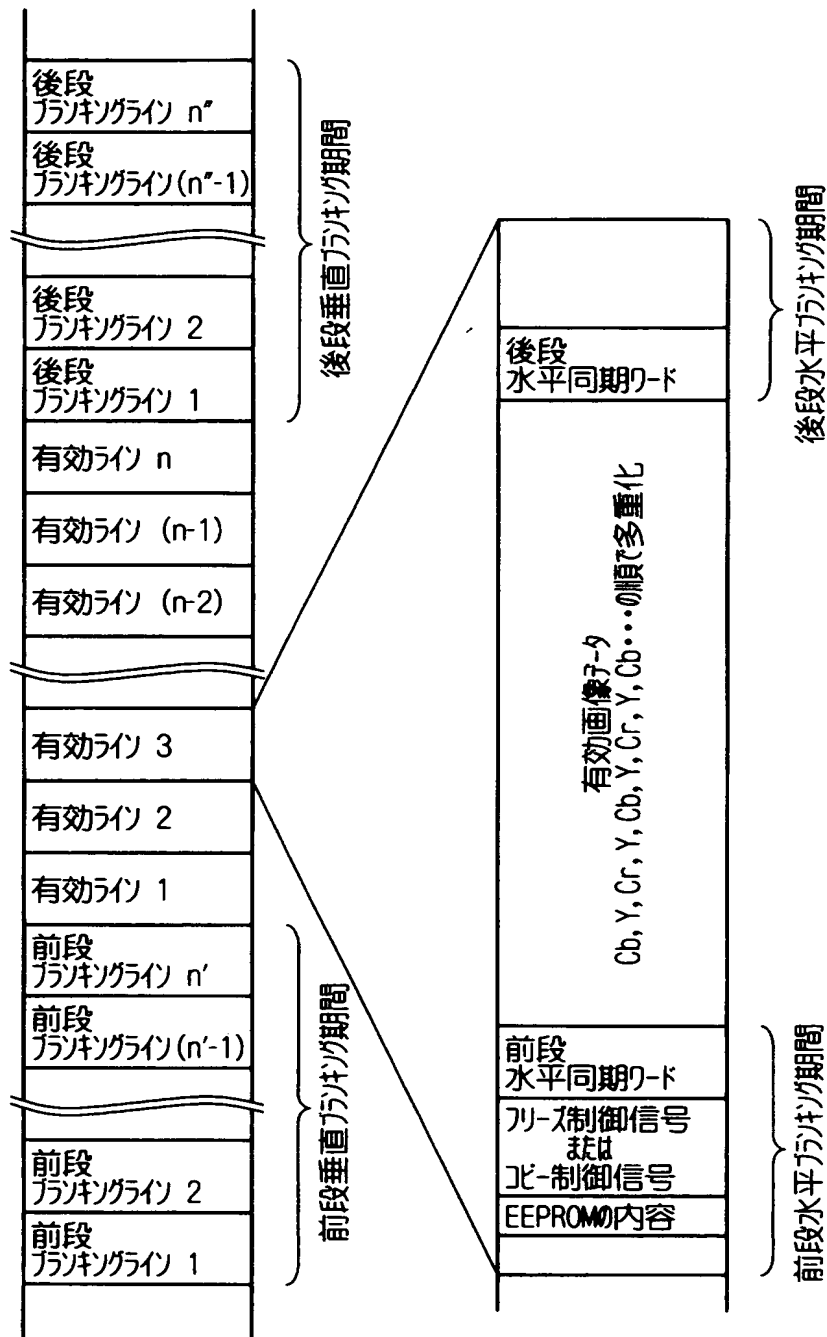 後段
ブランキングライン n″
後段
ブランキングライン(n″-1)
後段
ブランキングライン 2
後段
ブランキングライン 1
有効ライン n
有効ライン (n-1)
有効ライン (n-2)
有効ライン 3
有効ライン 2
有効ライン 1
前段
ブランキングライン n′
前段
ブランキングライン(n′-1)
前段
ブランキングライン 2
前段
ブランキングライン 1
後段垂直ブランキング期間
前段垂直ブランキング期間
後段
水平同期ワード
有効画像データ
Cb,Y,Cr,Y,Cb,Y,Cr,Y,Cb・・・の順で多重化
前段
水平同期ワード
フリーズ制御信号
または
コピー制御信号
EEPROMの内容
後段水平ブランキング期間
前段水平ブランキング期間